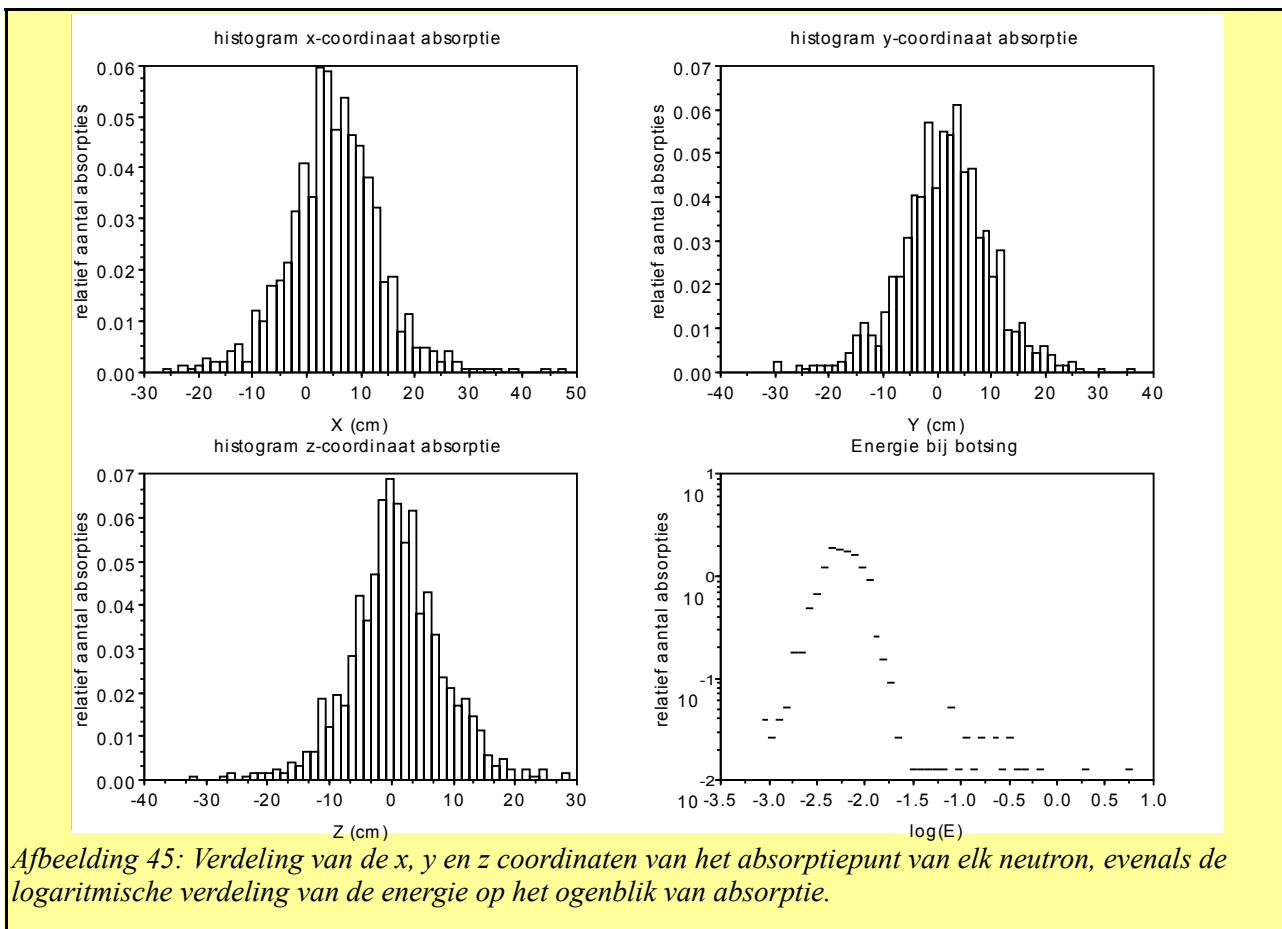 histogram x-coordinaat absorptie
relatief aantal absorpties
0.06
0.05
0.04
0.03
0.02
0.01
0.00
-30 -20 -10 0 10 20 30 40 50
X (cm)
histogram y-coordinaat absorptie
relatief aantal absorpties
0.07
0.06
0.05
0.04
0.03
0.02
0.01
0.00
-40 -30 -20 -10 0 10 20 30 40
Y (cm)
histogram z-coordinaat absorptie
relatief aantal absorpties
0.07
0.06
0.05
0.04
0.03
0.02
0.01
0.00
-40 -30 -20 -10 0 10 20 30
Z (cm)
Energie bij botsing
relatief aantal absorpties
1
10
0
10
-1
10
-2
10
-3.5 -3.0 -2.5 -2.0 -1.5 -1.0 -0.5 0.0 0.5 1.0
log(E)
Afbeelding 45: Verdeling van de x, y en z coordinaten van het absorptiepunt van elk neutron, evenals de
logaritmische verdeling van de energie op het ogenblik van absorptie.